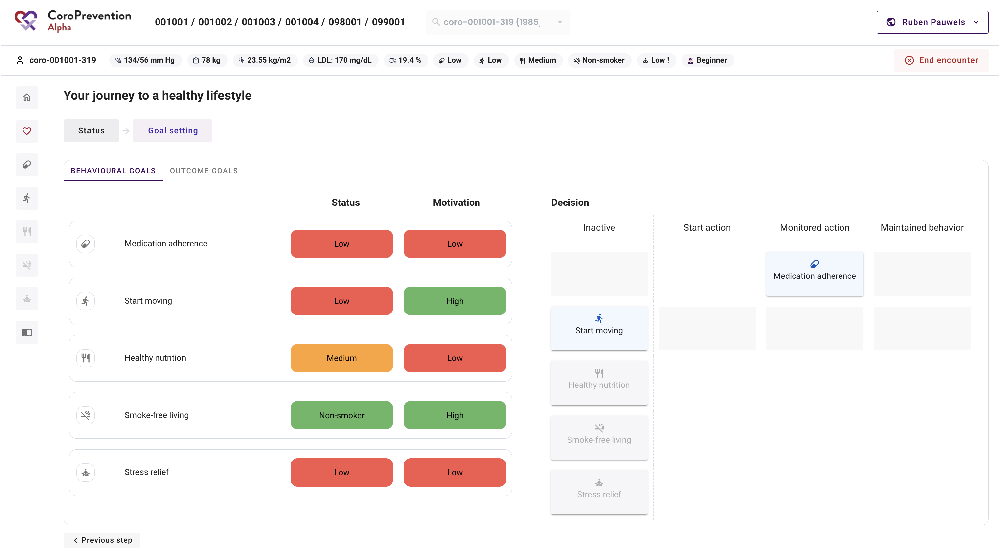 CoroPrevention
Alpha
001001 / 001002 / 001003 / 001004 / 098001 / 099001
coro-001001-319 (1985)
Ruben Pauwels
coro-001001-319
134/56 mm Hg
78 kg
23.55 kg/m2
LDL: 170 mg/dL
19.4 %
Low
Low
Medium
Non-smoker
Low !
Beginner
End encounter
Your journey to a healthy lifestyle
Status
Goal setting
BEHAVIOURAL GOALS
OUTCOME GOALS
Status
Motivation
Medication adherence
Low
Low
Start moving
Low
High
Healthy nutrition
Medium
Low
Smoke-free living
Non-smoker
High
Stress relief
Low
Low
Decision
Inactive
Start action
Monitored action
Maintained behavior
Medication adherence
Start moving
Healthy nutrition
Smoke-free living
Stress relief
Previous step